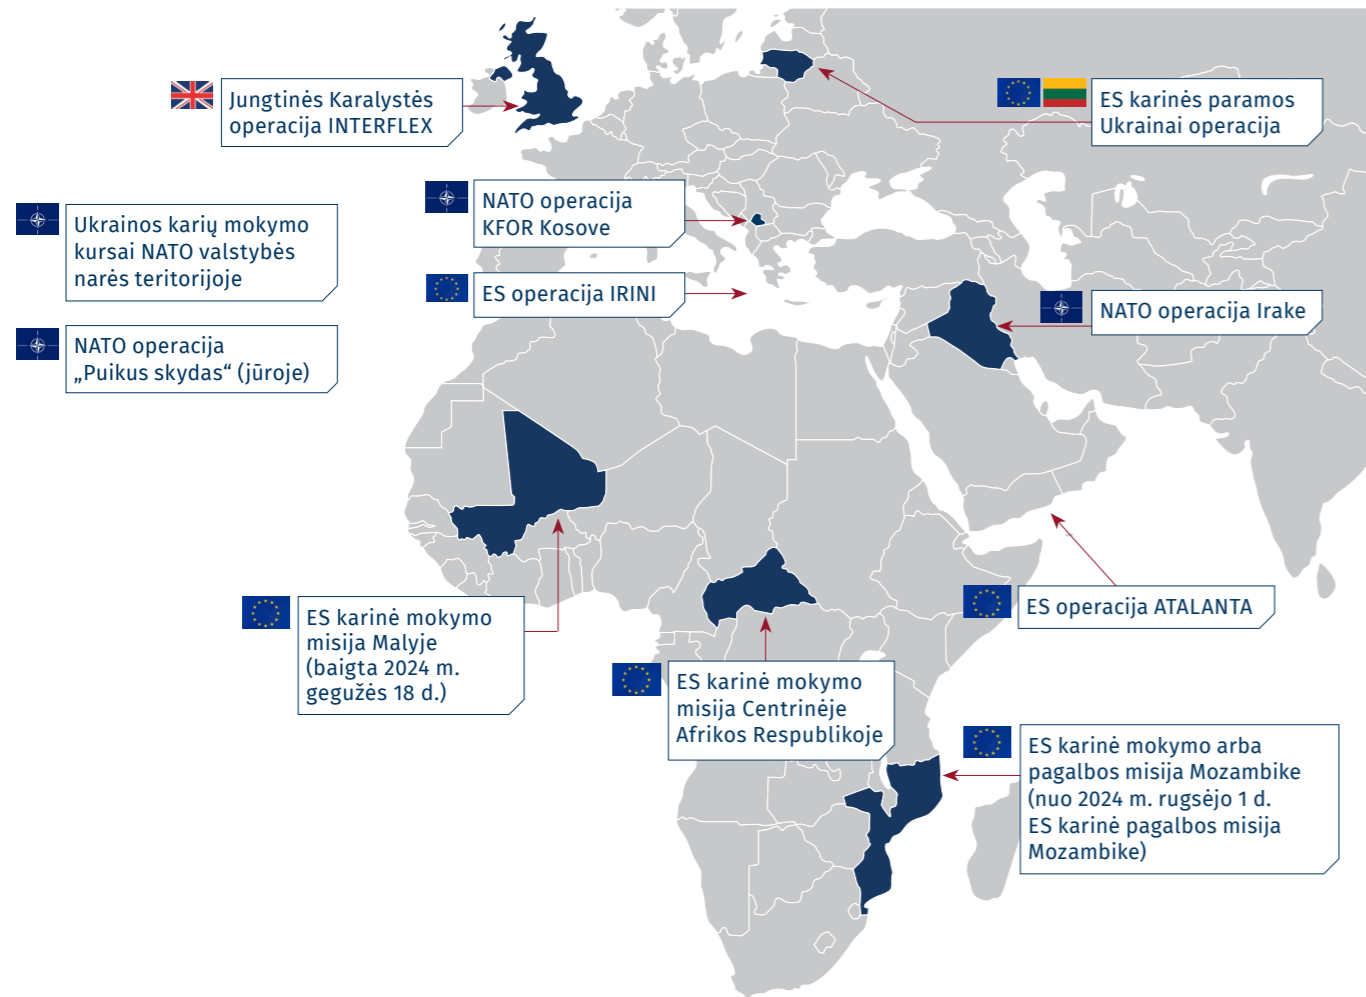 Jungtinės Karalystės
operacija INTERFLEX
ES karinės paramos
Ukrainai operacija
NATO operacija
KFOR Kosove
Ukrainos karių mokymo
kursai NATO valstybės
narės teritorijoje
ES operacija IRINI
NATO operacija Irake
NATO operacija
„Puikus skydas“ (jūroje)
ES operacija ATALANTA
ES karinė mokymo
misija Malyje
(baigta 2024 m.
gegužės 18 d.)
ES karinė mokymo
misija Centrinėje
Afrikos Respublikoje
ES karinė mokymo arba
pagalbos misija Mozambike
(nuo 2024 m. rugsėjo 1 d.
ES karinė pagalbos misija
Mozambike)